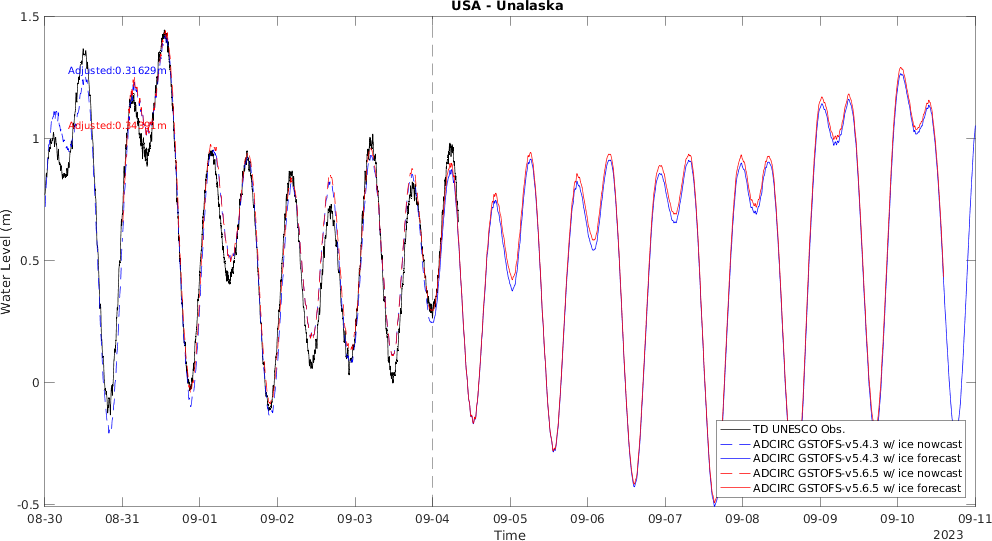 USA - Unalaska
1.5
1
0.5
0
-0.5
Water Level (m)
Adjusted:0.31629m
TD UNESCO Obs.
ADCIRC GSTOFS-v5.4.3 w/ ice nowcast
ADCIRC GSTOFS-v5.4.3 w/ ice forecast
ADCIRC GSTOFS-v5.6.5 w/ ice nowcast
ADCIRC GSTOFS-v5.6.5 w/ ice forecast
08-30 08-31 09-01 09-02 09-03 09-04 09-05 09-06 09-07 09-08 09-09 09-10 09-11
Time
2023